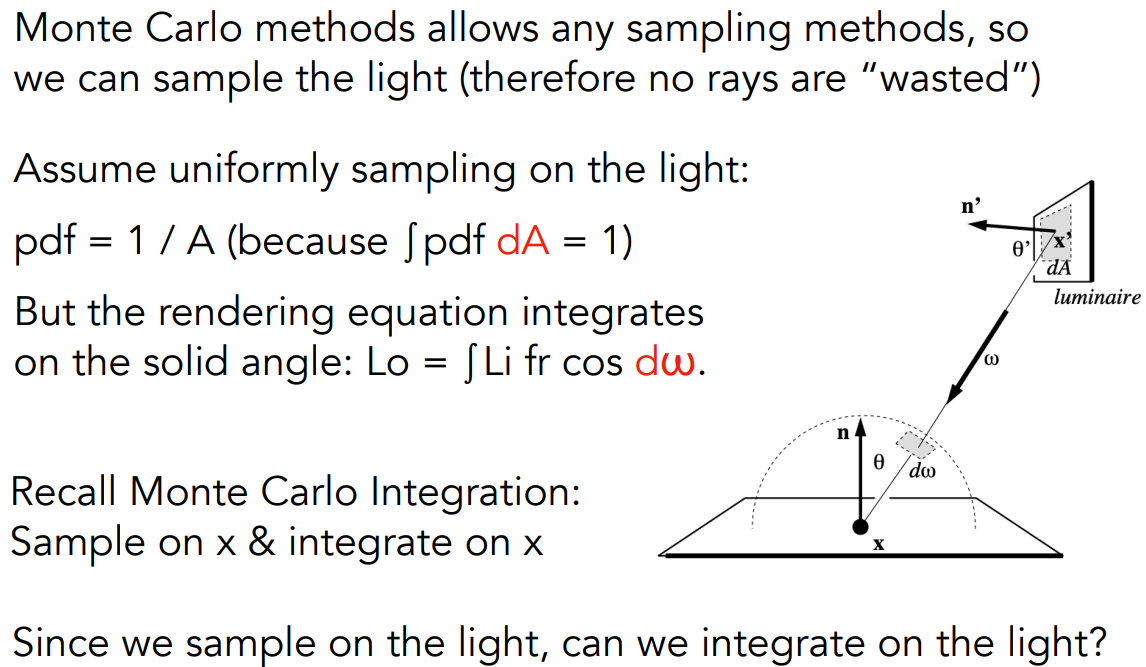 Monte Carlo methods allows any sampling methods, so
we can sample the light (therefore no rays are “wasted”)
Assume uniformly sampling on the light:
pdf = 1 / A (because ∫pdf dA = 1)
But the rendering equation integrates
on the solid angle: Lo = ∫Li fr cos dω.
n’
θ’
x’
dA
luminaire
ω
n
θ
dω
x
Recall Monte Carlo Integration:
Sample on x & integrate on x
Since we sample on the light, can we integrate on the light?